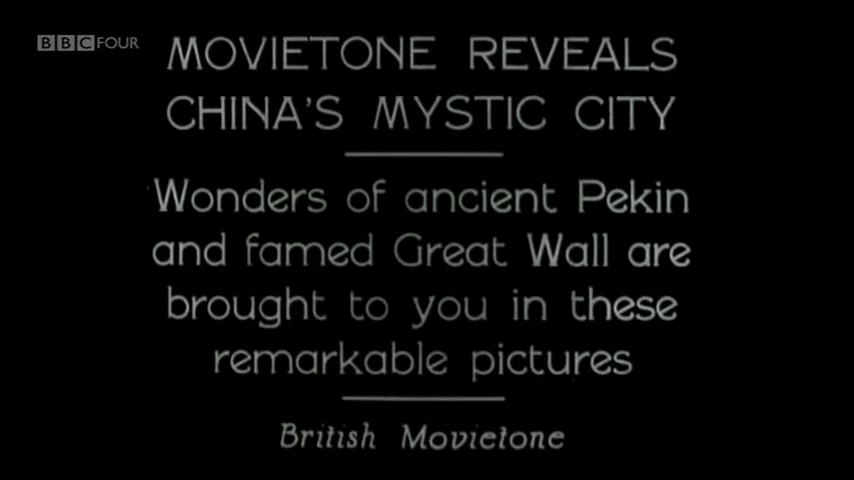 BBC FOUR
MOVIETONE REVEALS
CHINA'S MYSTIC CITY
Wonders of ancient Pekin
and famed Great Wall are
brought to you in these
remarkable pictures
British Movietone